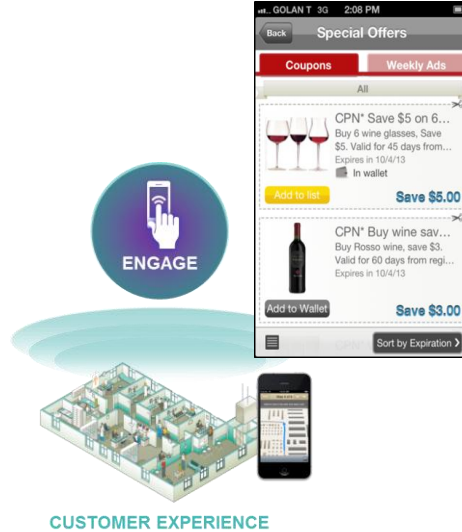 GOLAN T 3G 2:08 PM
Back
Special Offers
Coupons
Weekly Ads
All
CPN* Save $5 on 6...
Buy 6 wine glasses, Save
$5. Valid for 45 days from...
Expires in 10/4/13
In wallet
Add to list
Save $5.00
CPN* Buy wine sav...
Buy Rosso wine, save $3.
Valid for 60 days from regi...
Expires in 10/4/13
Add to Wallet
Save $3.00
Sort by Expiration
ENGAGE
CUSTOMER EXPERIENCE